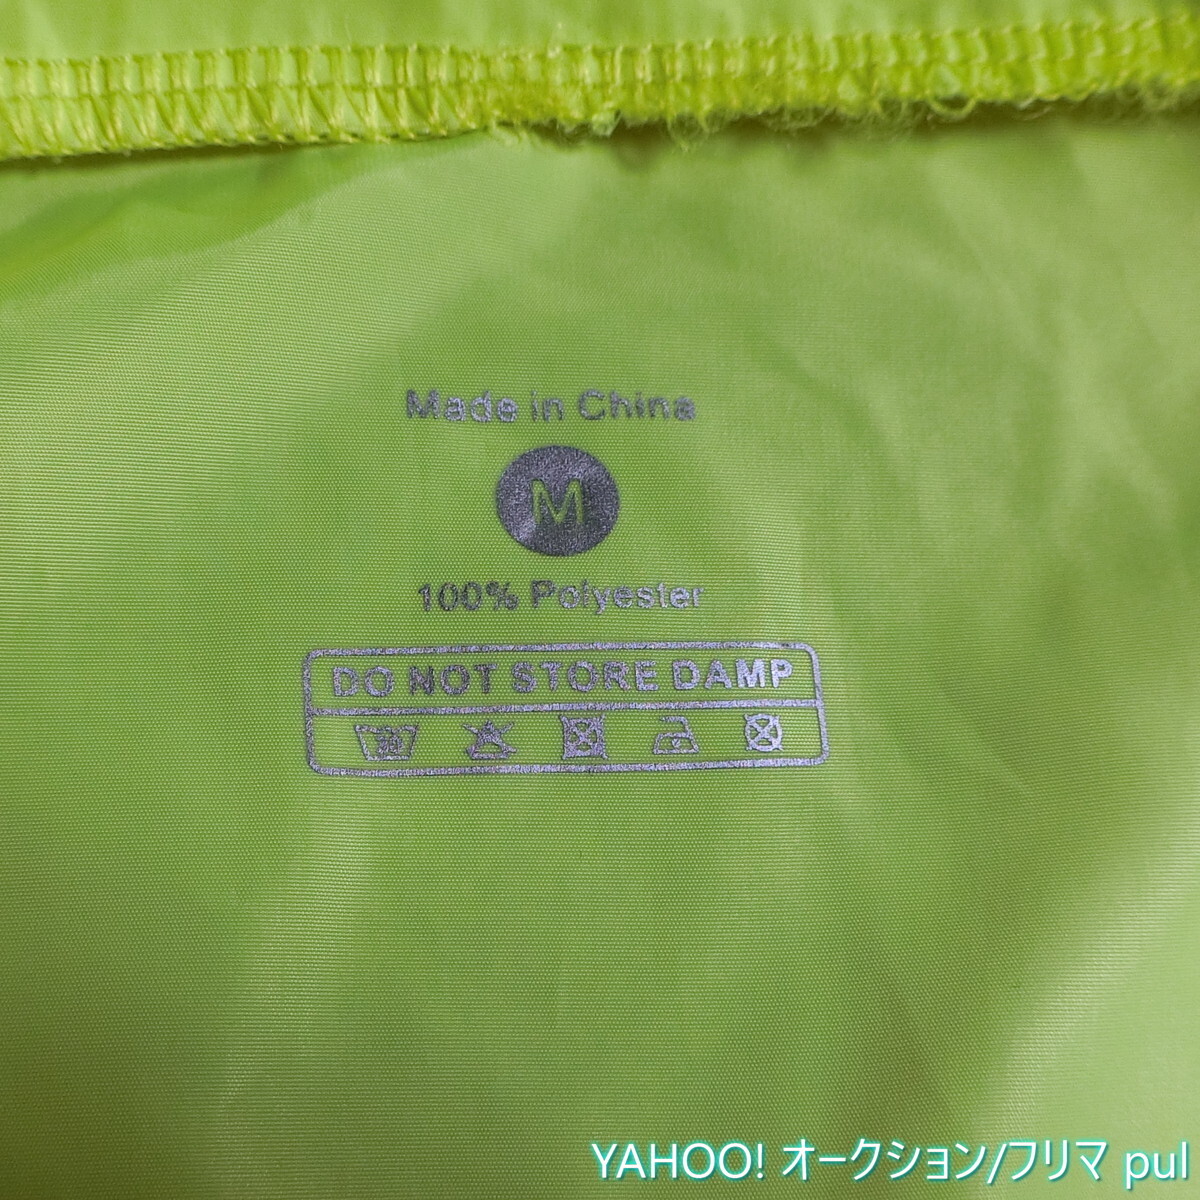 Made in China
M
100% Polyester
DO NOT STORE DAMP
30
YAHOO! オークション/フリマ pul